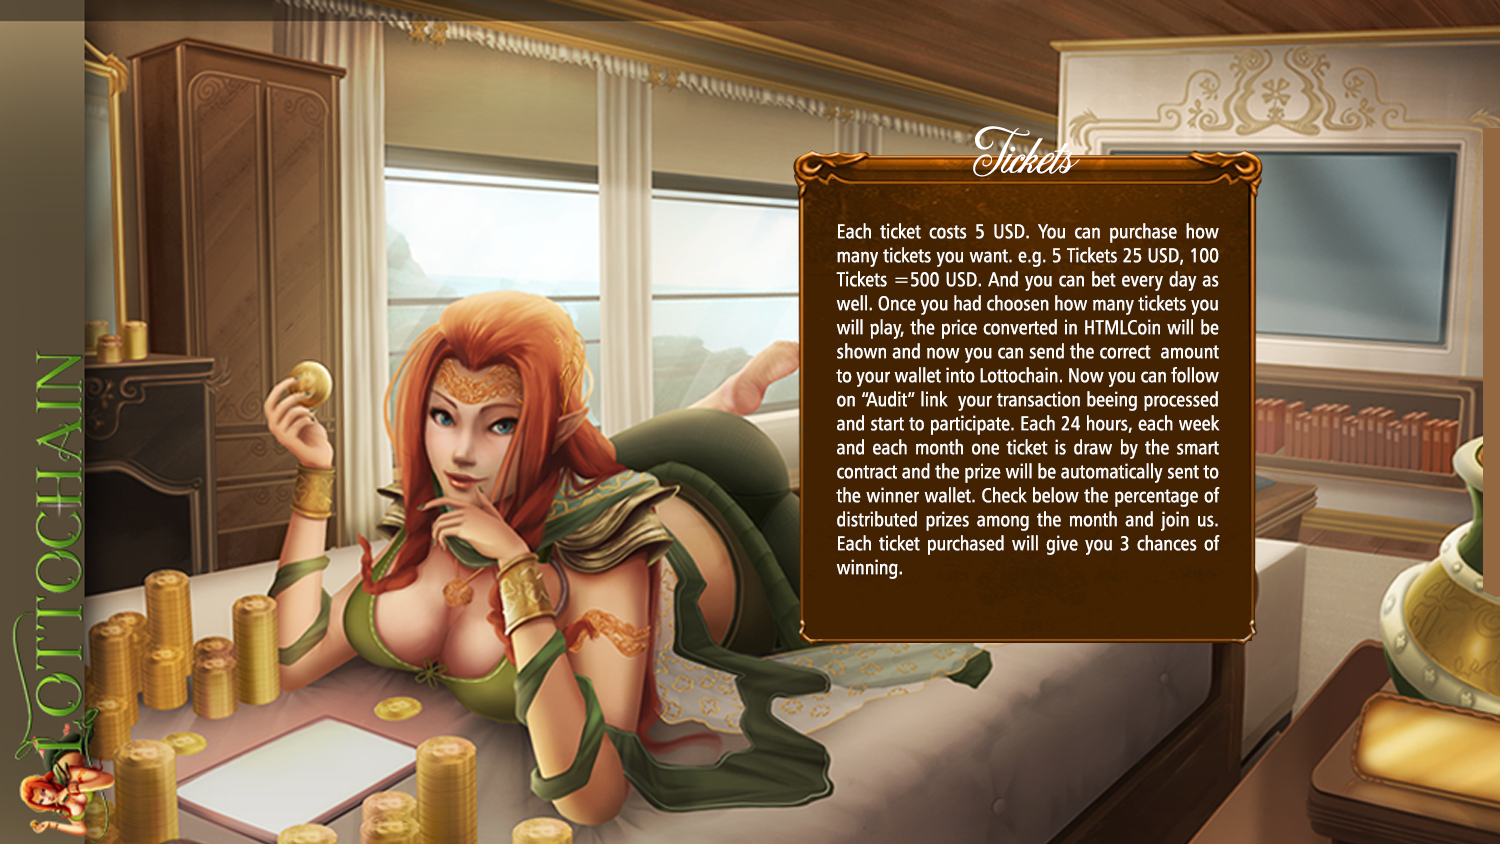 LOTTOCHAIN
Tickets
Each ticket costs 5 USD. You can purchase how
many tickets you want. e.g. 5 Tickets 25 USD, 100
Tickets =500 USD. And you can bet every day as
well. Once you had choosen how many tickets you
will play, the price converted in HTMLCoin will be
shown and now you can send the correct amount
to your wallet into Lottochain. Now you can follow
on “Audit” link your transaction beeing processed
and start to participate. Each 24 hours, each week
and each month one ticket is draw by the smart
contract and the prize will be automatically sent to
the winner wallet. Check below the percentage of
distributed prizes among the month and join us.
Each ticket purchased will give you 3 chances of
winning.